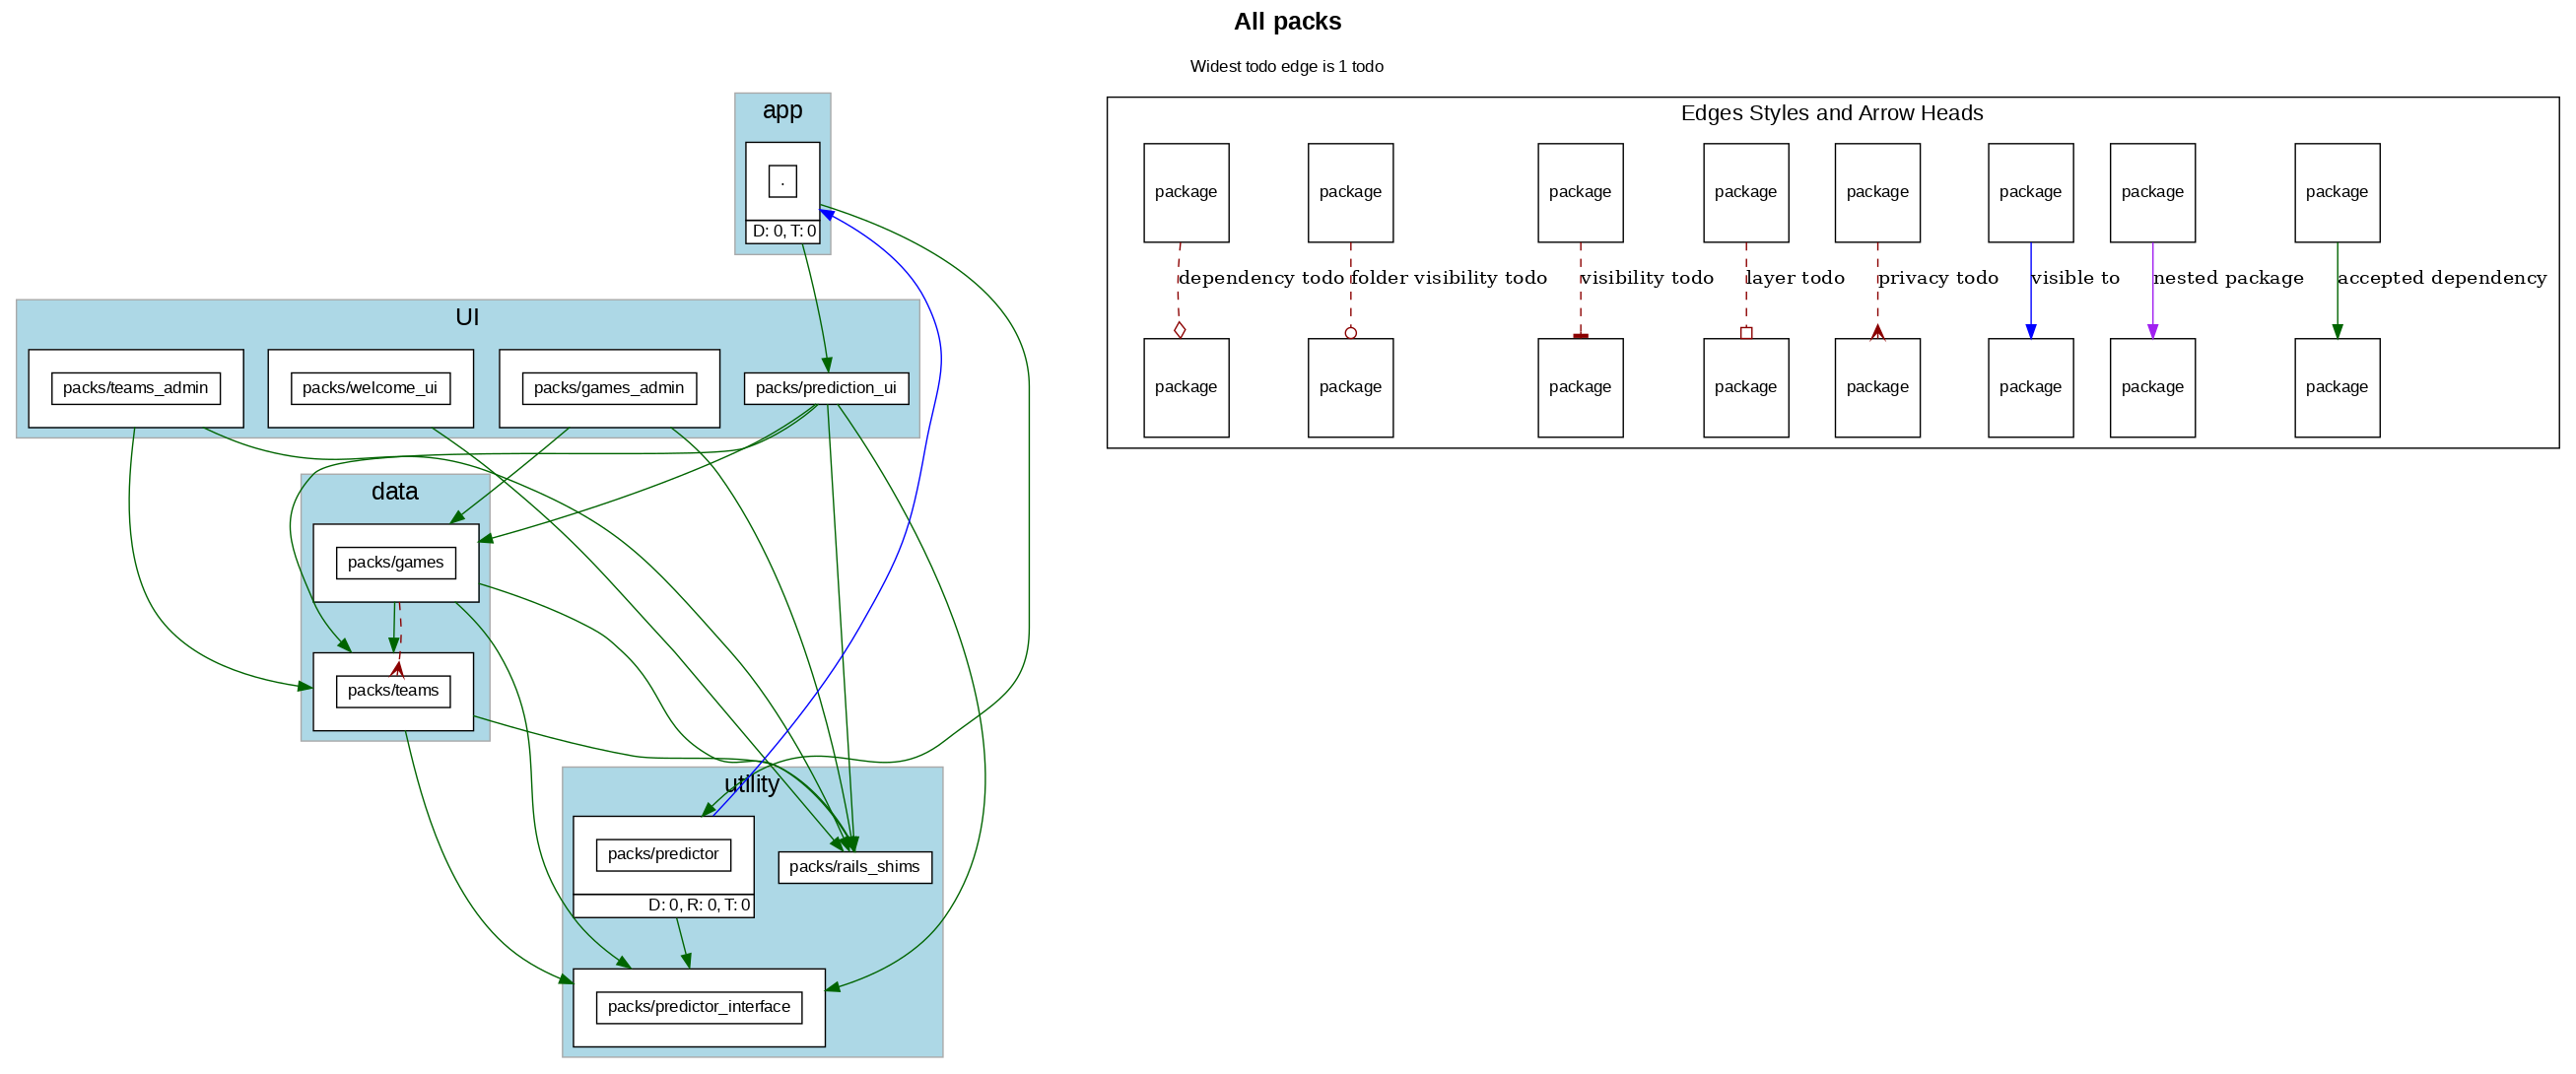 All packs
Widest todo edge is 1 todo
app
.
D: 0, T: 0
UI
packs/teams_admin
packs/welcome_ui
packs/games_admin
packs/prediction_ui
data
packs/games
packs/teams
utility
packs/predictor
D: 0, R: 0, T: 0
packs/rails_shims
packs/predictor_interface
Edges Styles and Arrow Heads
package
package
package
package
package
package
package
package
dependency todo
folder visibility todo
visibility todo
layer todo
privacy todo
visible to
nested package
accepted dependency
package
package
package
package
package
package
package
package